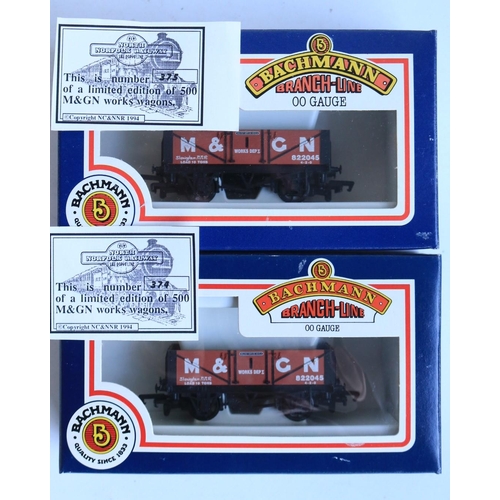 NORTH
NORFOLK RAILWAY
This is number 375
of a limited edition of 500
M&GN works wagons.
©Copyright NC&NNR 1994
BACHMANN
BRANCH-LINE
OO GAUGE
M & G N
WORKS DEPT
822045
BACHMANN
QUALITY SINCE 1833
NORTH
NORFOLK RAILWAY
This is number 374
of a limited edition of 500
M&GN works wagons.
©Copyright NC&NNR 1994
BACHMANN
BRANCH-LINE
OO GAUGE
M & G N
WORKS DEPT
822045
BACHMANN
QUALITY SINCE 1833